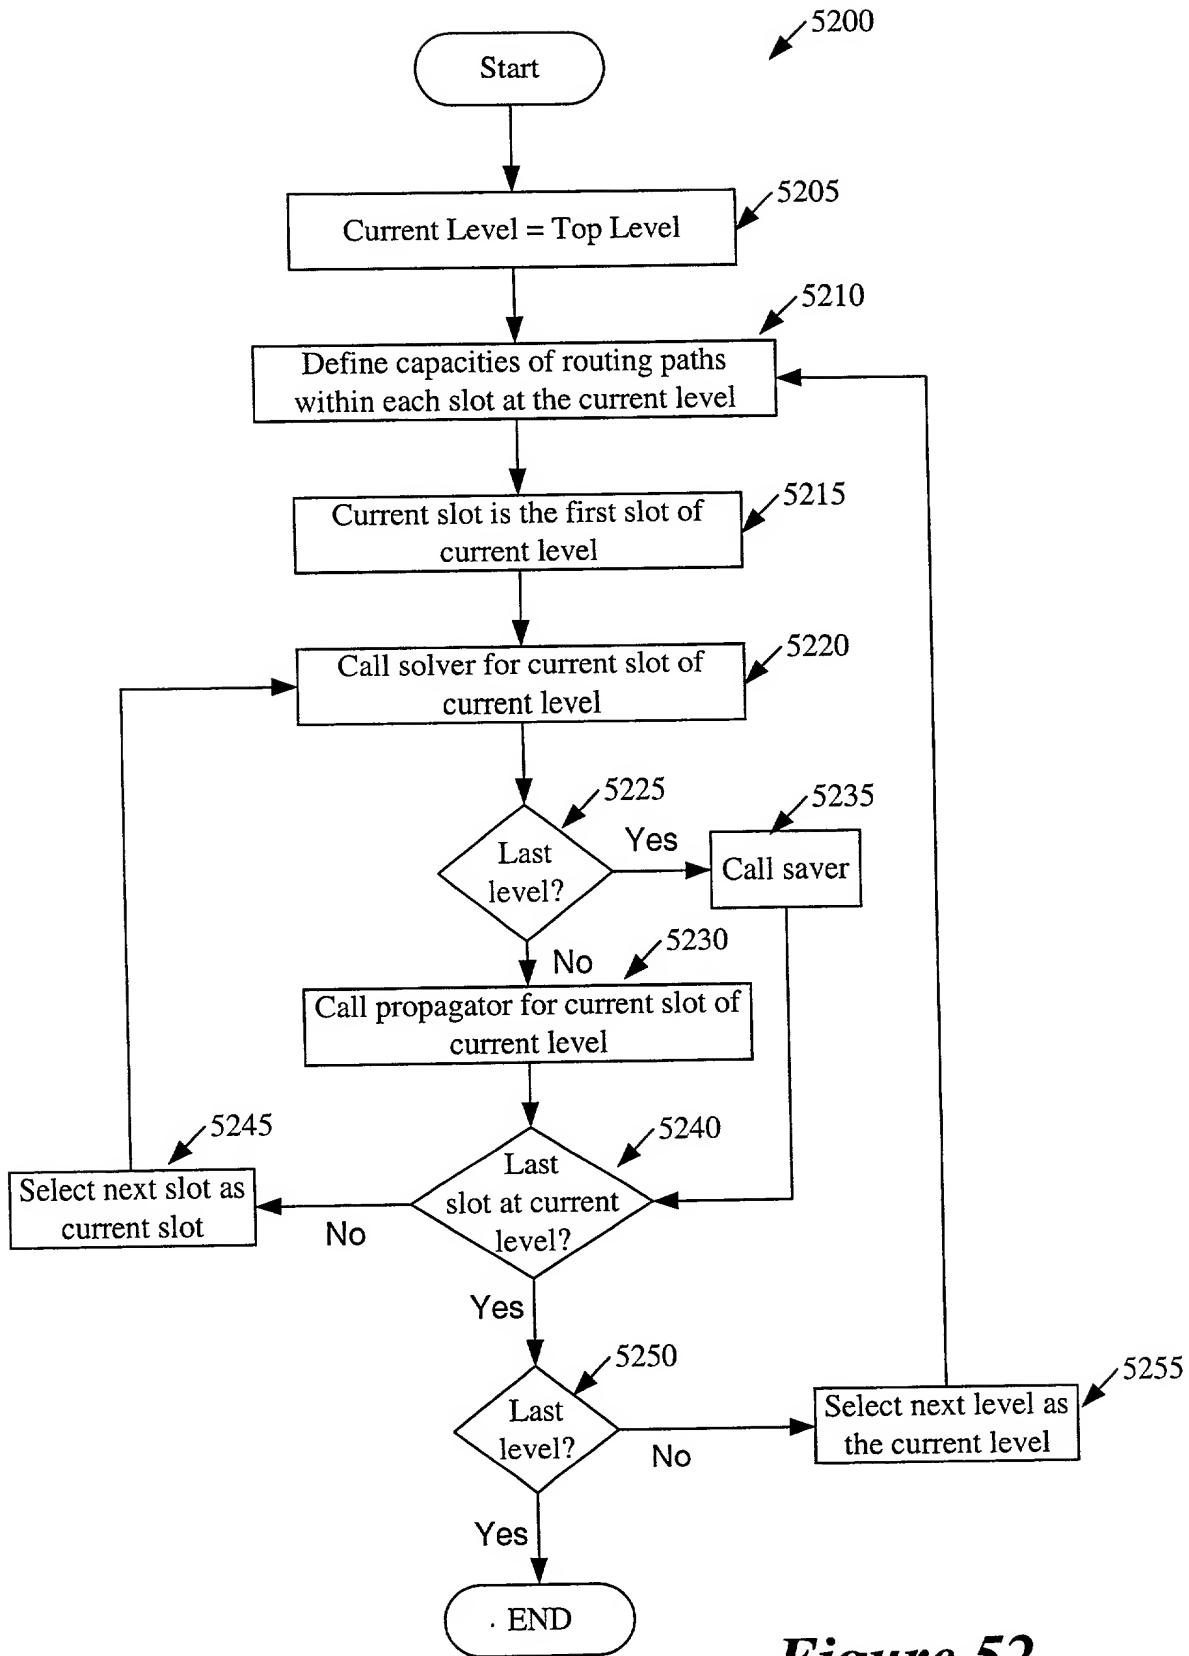 5200
Start
5205
Current Level = Top Level
5210
Define capacities of routing paths
within each slot at the current level
5215
Current slot is the first slot of
current level
5220
Call solver for current slot of
current level
5225
Last
level?
Yes
5235
Call saver
No
5230
Call propagator for current slot of
current level
5245
Select next slot as
current slot
5240
Last
slot at current
level?
No
Yes
5250
Last
level?
No
5255
Select next level as
the current level
Yes
. END
Figure 52